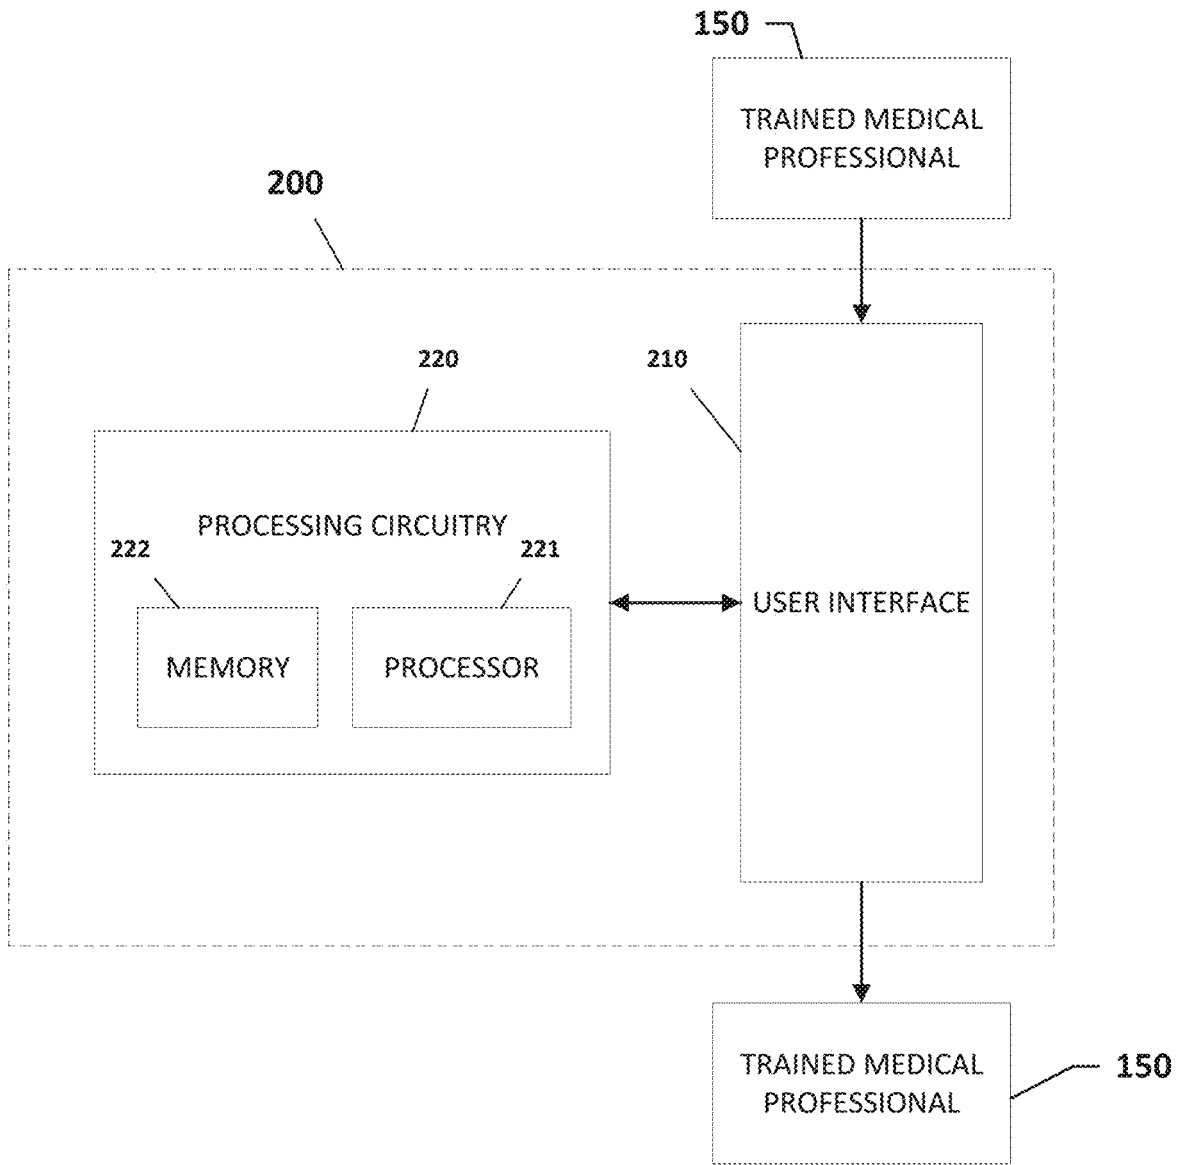 150
TRAINED MEDICAL
PROFESSIONAL
200
220
210
PROCESSING CIRCUITRY
222
221
USER INTERFACE
MEMORY
PROCESSOR
TRAINED MEDICAL
PROFESSIONAL
150